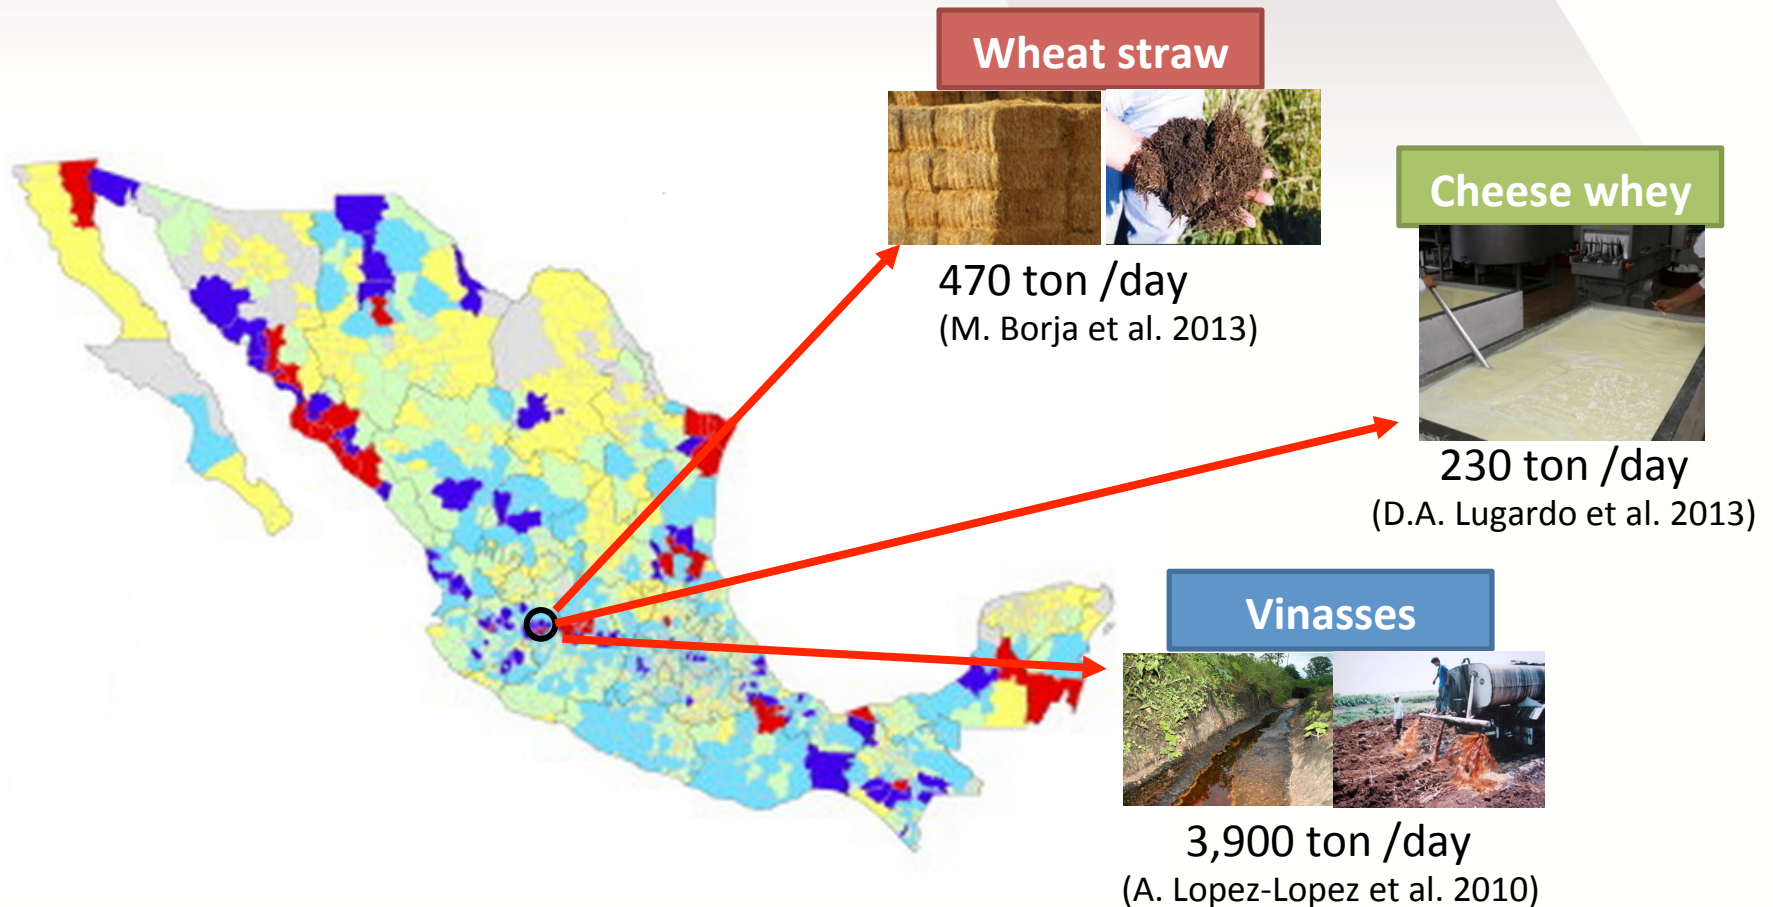 Wheat straw
470 ton /day
(M. Borja et al. 2013)
Cheese whey
230 ton /day
(D.A. Lugardo et al. 2013)
Vinasses
3,900 ton /day
(A. Lopez-Lopez et al. 2010)